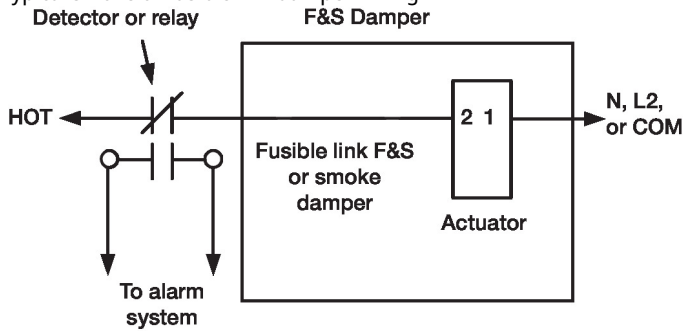 Detector or relay
F&S Damper
HOT
2 1
N, L2,
or COM
Fusible link F&S
or smoke
damper
Actuator
To alarm
system